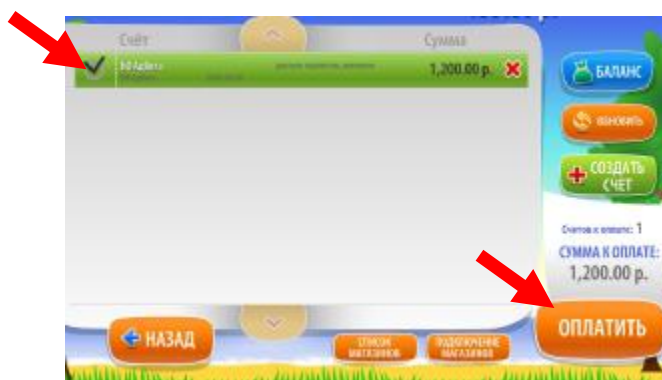 Счёт Сумма
1,200.00 р.
БАЛАНС
ОБНОВИТЬ
СОЗДАТЬ
СЧЕТ
Счетов к оплате: 1
СУММА К ОПЛАТЕ:
1,200.00 р.
НАЗАД
СПИСОК
МАГАЗИНОВ
ПОДКЛЮЧЕНИЕ
МАГАЗИНОВ
ОПЛАТИТЬ